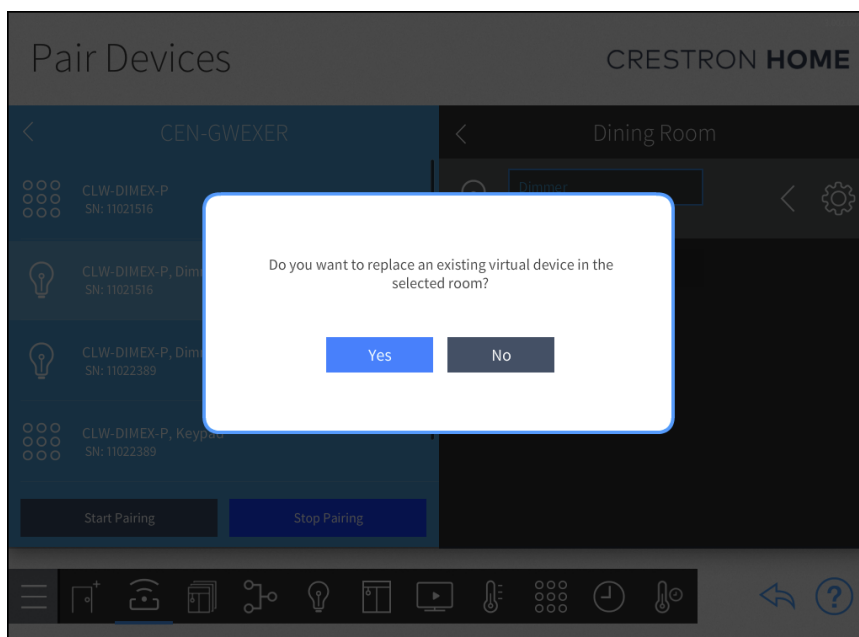 Pair Devices
CRESTRON HOME
CEN-GWEXER
Dining Room
CLW-DIMEX-P
SN: 11021516
Dimmer
CLW-DIMEX-P, Dim
SN: 11021516
CLW-DIMEX-P, Dim
SN: 11022389
CLW-DIMEX-P, Keypad
SN: 11022389
Do you want to replace an existing virtual device in the
selected room?
Yes
No
Start Pairing
Stop Pairing
?